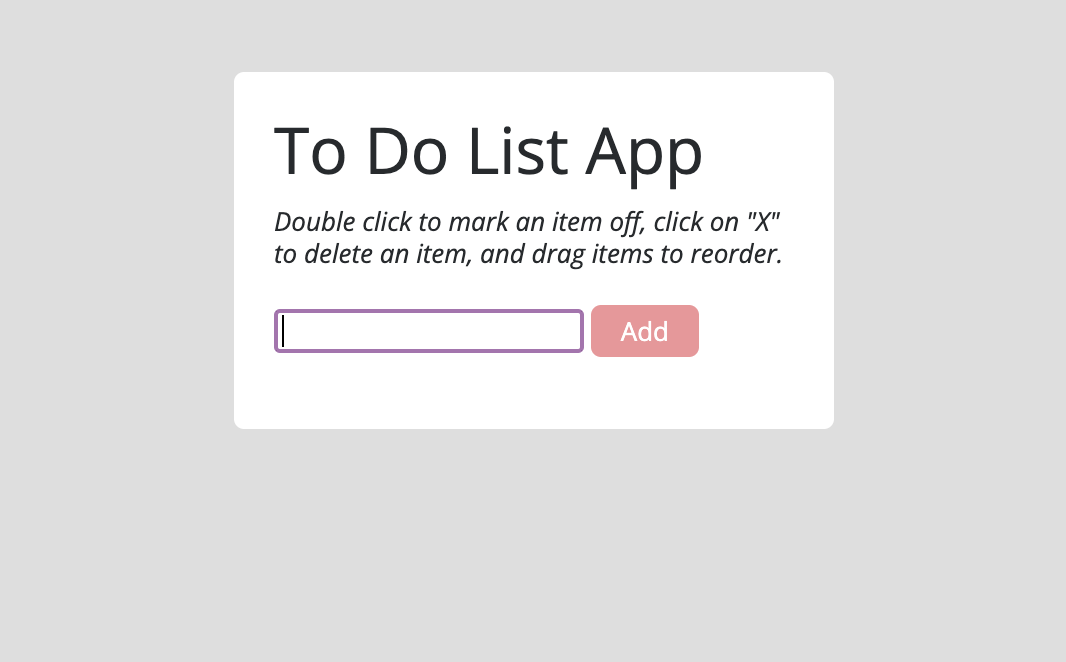 To Do List App
Double click to mark an item off, click on "X"
to delete an item, and drag items to reorder.
Add